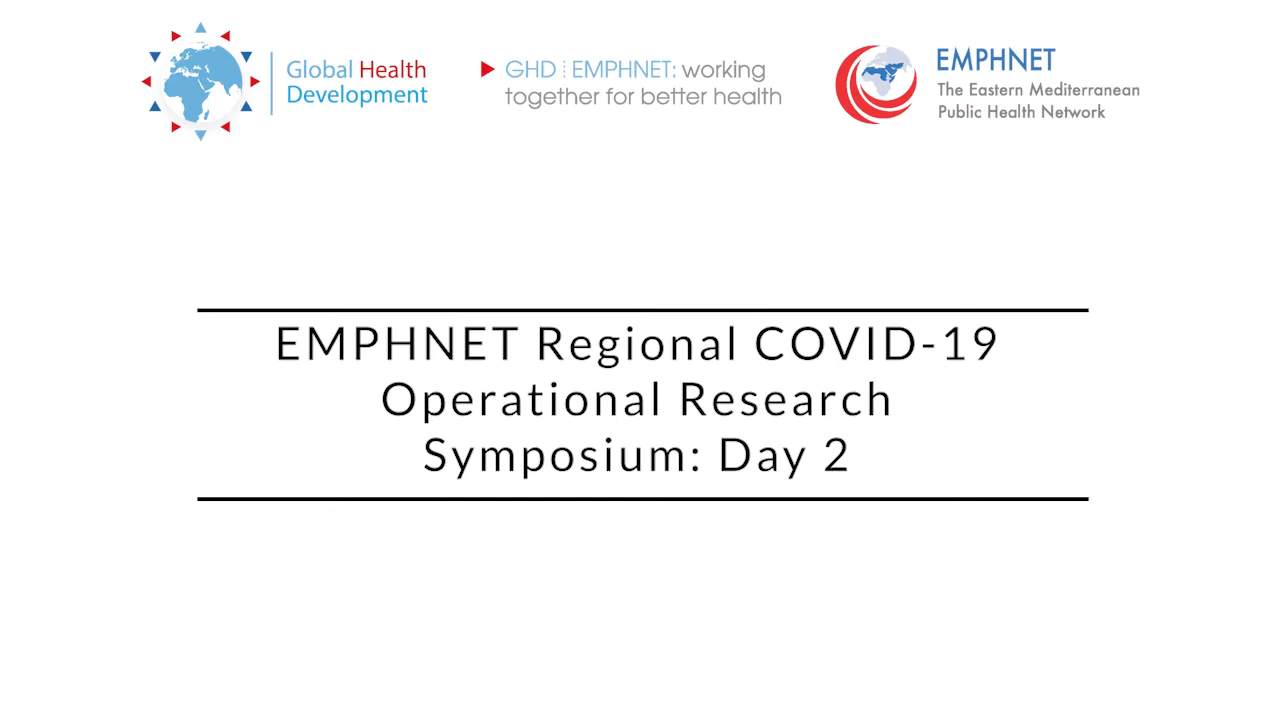 Global Health
Development
GHD ⁞ EMPHNET: working
together for better health
EMPHNET
The Eastern Mediterranean
Public Health Network
EMPHNET Regional COVID-19
Operational Research
Symposium: Day 2